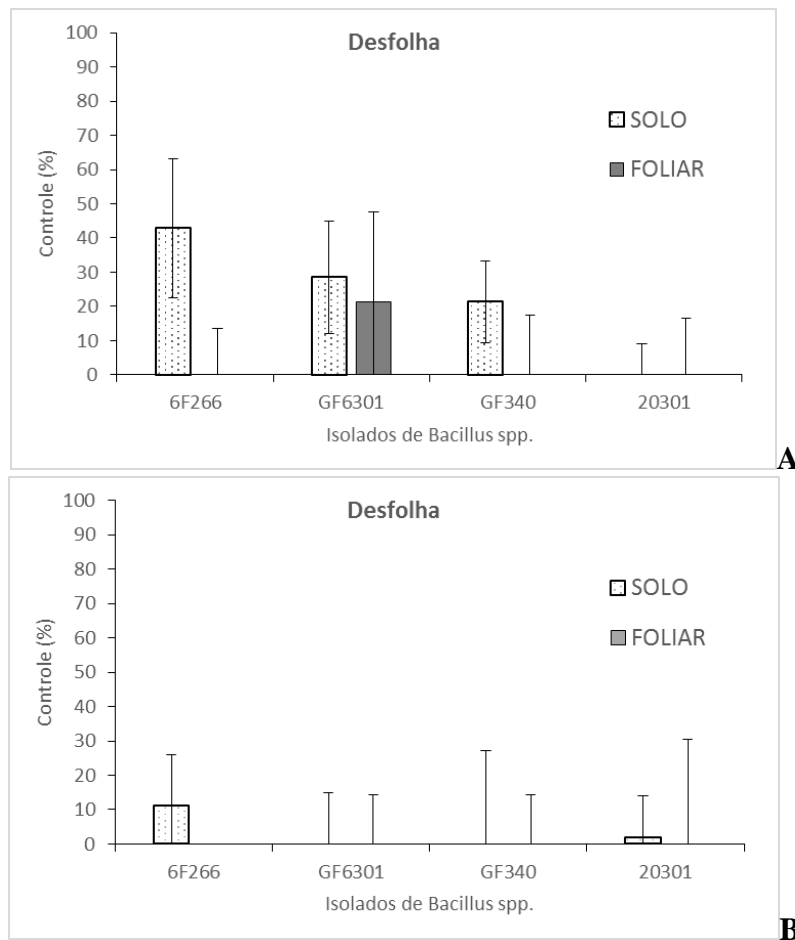 Desfolha
100
90
80
70
60
50
40
30
20
10
0
Controle (%)
SOLO
FOLIAR
6F266 GF6301 GF340 20301
Isolados de Bacillus spp.
A
Desfolha
100
90
80
70
60
50
40
30
20
10
0
Controle (%)
SOLO
FOLIAR
6F266 GF6301 GF340 20301
Isolados de Bacillus spp.
B